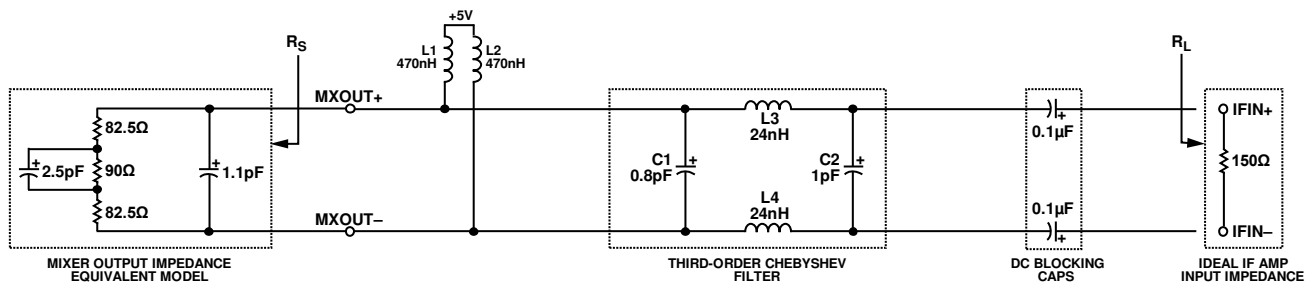 +5V
L1
470nH
L2
470nH
RS
RL
MXOUT+
82.5Ω
2.5pF
+
90Ω
+
1.1pF
82.5Ω
MXOUT–
L3
24nH
C1
0.8pF
+
C2
1pF
+
L4
24nH
+
0.1µF
0.1µF
+
IFIN+
150Ω
IFIN–
MIXER OUTPUT IMPEDANCE
EQUIVALENT MODEL
THIRD-ORDER CHEBYSHEV
FILTER
DC BLOCKING
CAPS
IDEAL IF AMP
INPUT IMPEDANCE